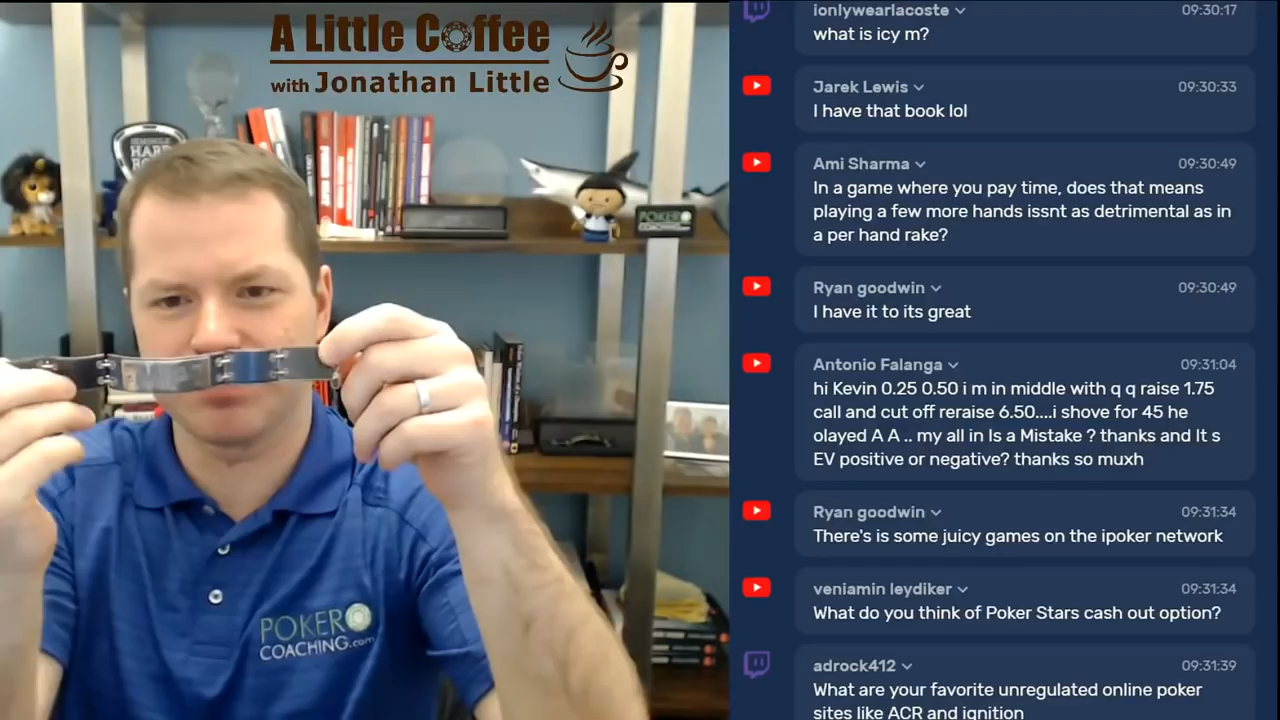 A Little Coffee
with Jonathan Little
HARD
POKER
COACHING
POKER
COACHING.com
ionlywearlacoste
09:30:17
what is icy m?
Jarek Lewis
09:30:33
I have that book lol
Ami Sharma
09:30:49
In a game where you pay time, does that means
playing a few more hands issnt as detrimental as in
a per hand rake?
Ryan goodwin
09:30:49
I have it to its great
Antonio Falanga
09:31:04
hi Kevin 0.25 0.50 i m in middle with q q raise 1.75
call and cut off reraise 6.50....i shove for 45 he
olayed A A .. my all in Is a Mistake ? thanks and It s
EV positive or negative? thanks so muxh
Ryan goodwin
09:31:34
There's is some juicy games on the ipoker network
veniamin leydiker
09:31:34
What do you think of Poker Stars cash out option?
adrock412
09:31:39
What are your favorite unregulated online poker
sites like ACR and ignition